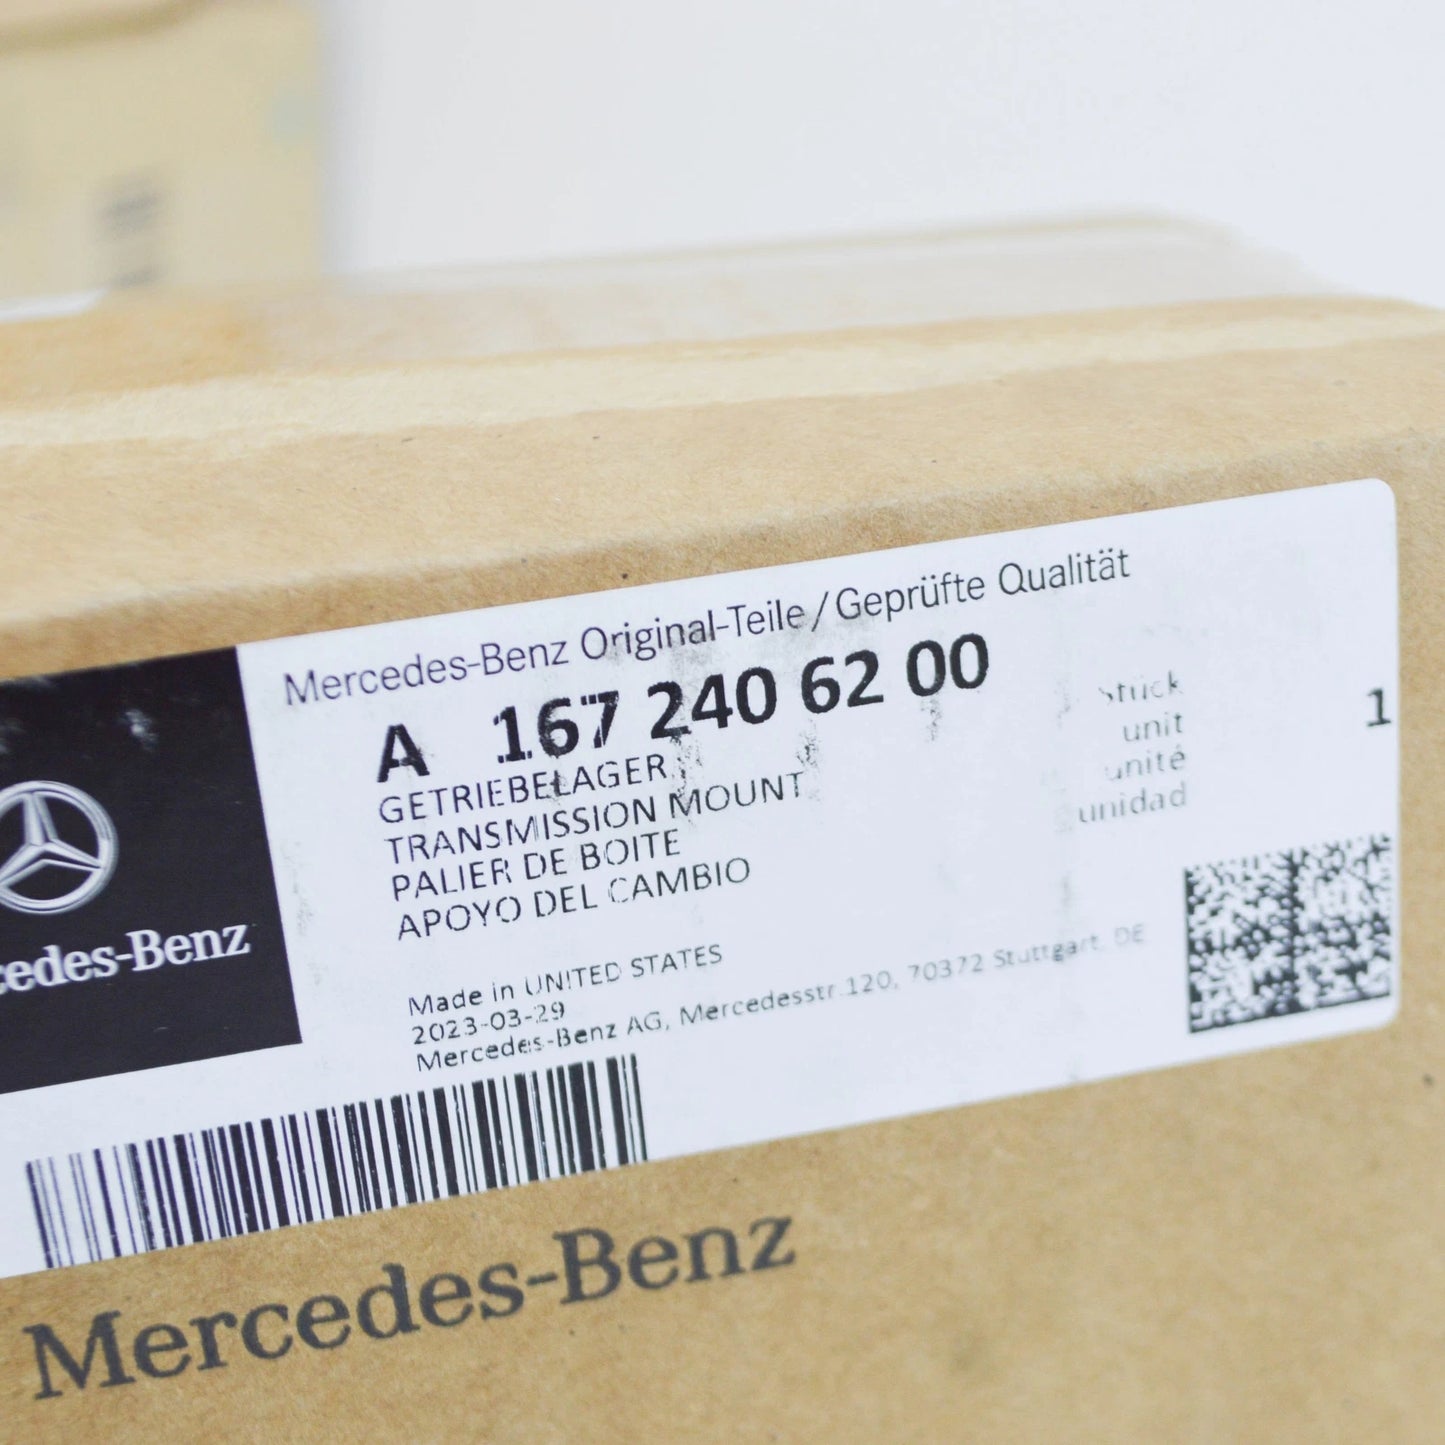 Mercedes-Benz Original-Teile/Geprüfte Qualität
A 167 240 62 00
GETRIEBELAGER
TRANSMISSION MOUNT
PALIER DE BOITE
APOYO DEL CAMBIO
Stück
unit
unité
unidad
1
cedes-Benz
Made in UNITED STATES
2023-03-29
Mercedes-Benz AG, Mercedesstr.120, 70372 Stuttgart, DE
Mercedes-Benz